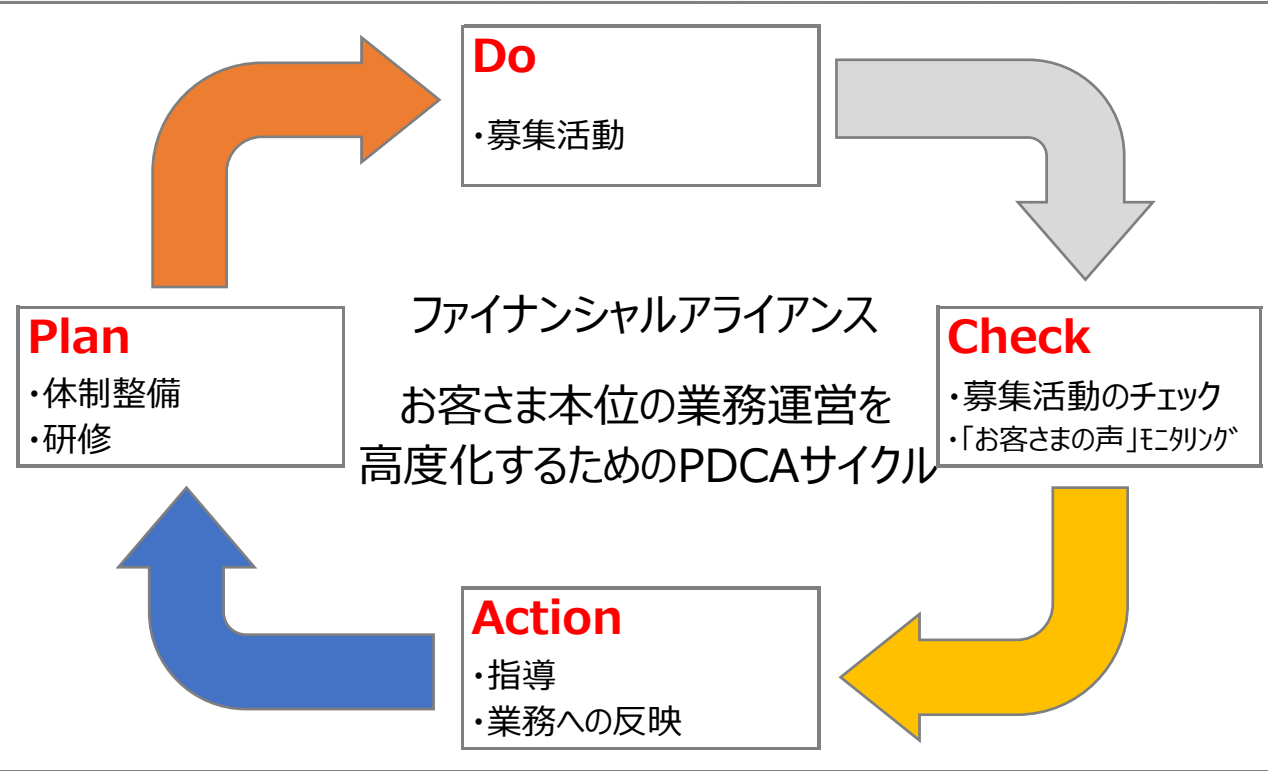 Do
・募集活動
ファイナンシャルアライアンス
お客さま本位の業務運営を
高度化するためのPDCAサイクル
Plan
・体制整備
・研修
Check
・募集活動のチェック
・「お客さまの声」ﾓﾆﾀﾘﾝｸﾞ
Action
・指導
・業務への反映